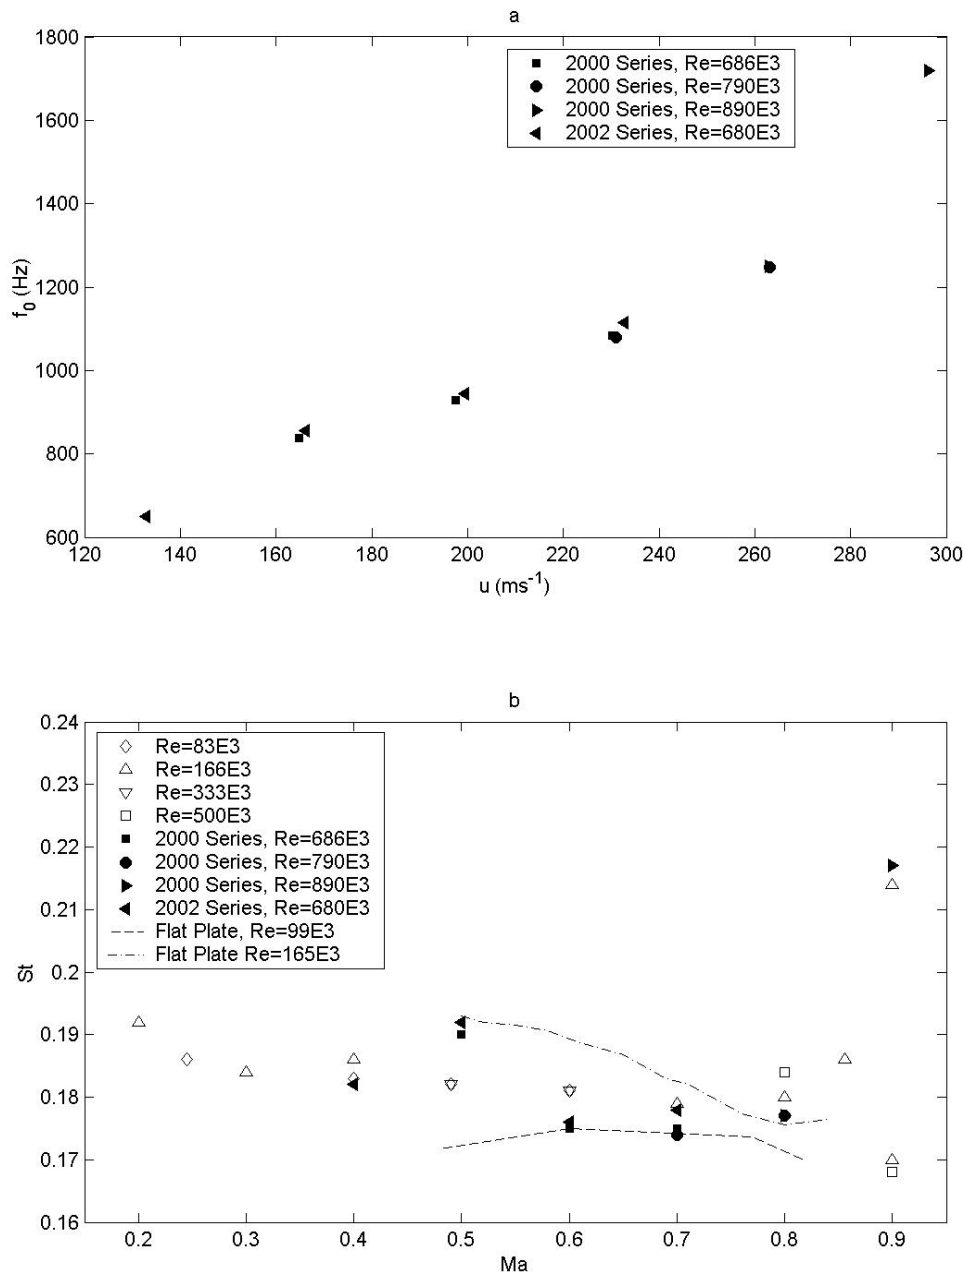 a
1800
1600
1400
1200
1000
800
600
f0 (Hz)
2000 Series, Re=686E3
2000 Series, Re=790E3
2000 Series, Re=890E3
2002 Series, Re=680E3
120 140 160 180 200 220 240 260 280 300
u (ms-1)
b
0.24
0.23
0.22
0.21
0.2
0.19
0.18
0.17
0.16
St
Re=83E3
Re=166E3
Re=333E3
Re=500E3
2000 Series, Re=686E3
2000 Series, Re=790E3
2000 Series, Re=890E3
2002 Series, Re=680E3
Flat Plate, Re=99E3
Flat Plate Re=165E3
0.2 0.3 0.4 0.5 0.6 0.7 0.8 0.9
Ma